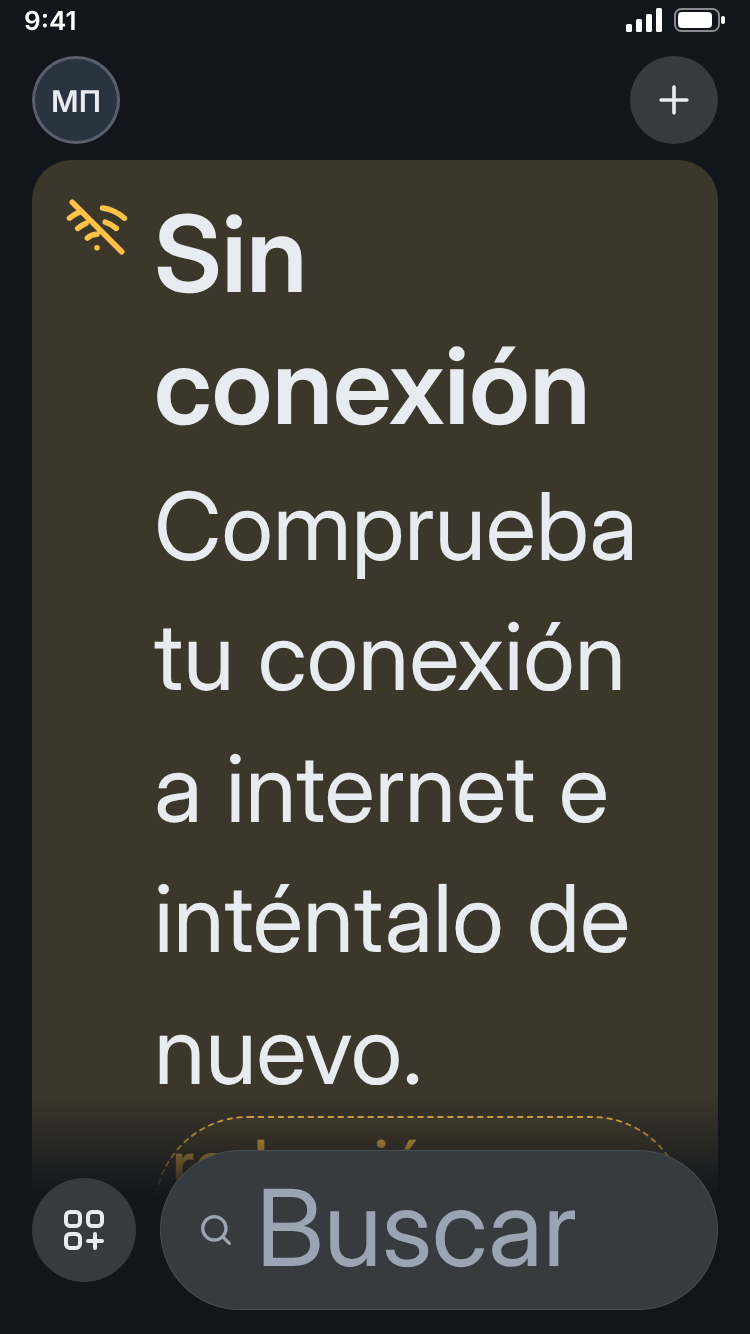 9:41
МП
Sin
conexión
Comprueba
tu conexión
a internet e
inténtalo de
nuevo.
Buscar